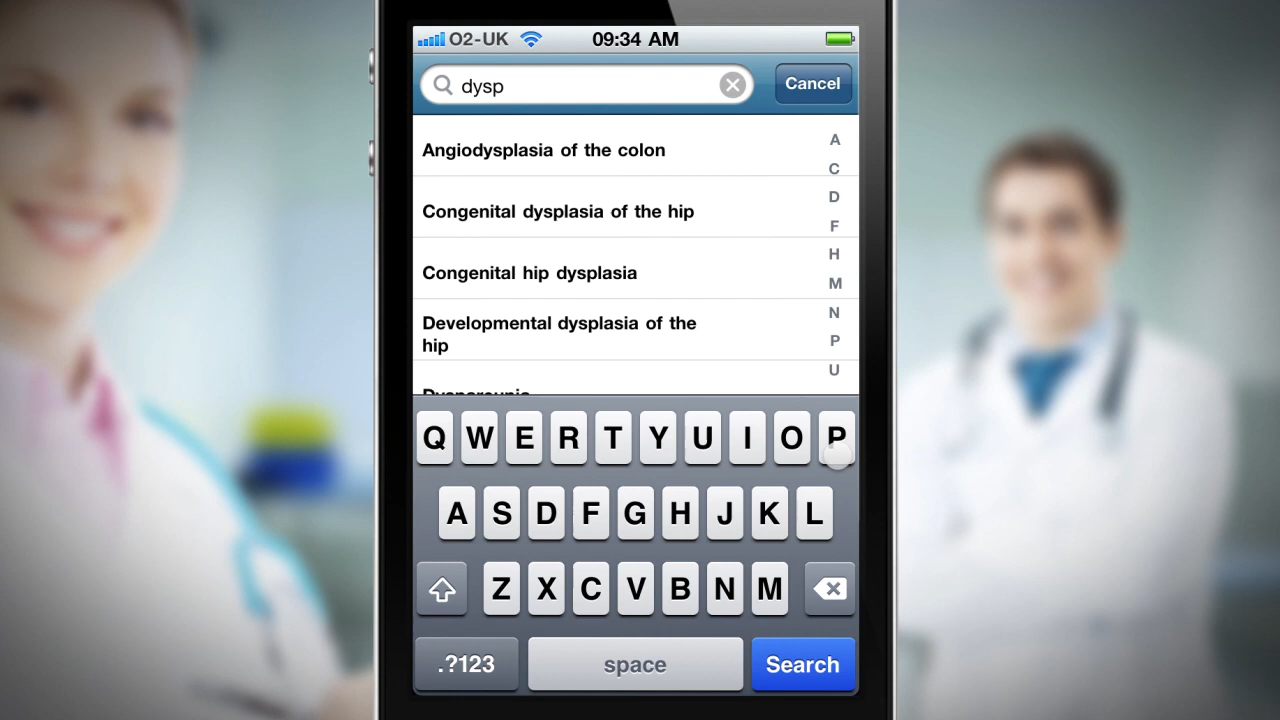 O2-UK 09:34 AM
dysp Cancel
Angiodysplasia of the colon
Congenital dysplasia of the hip
Congenital hip dysplasia
Developmental dysplasia of the
hip
Dyspareunia
A
C
D
F
H
M
N
P
U
Q W E R T Y U I O P
A S D F G H J K L
Z X C V B N M
.?123 space Search